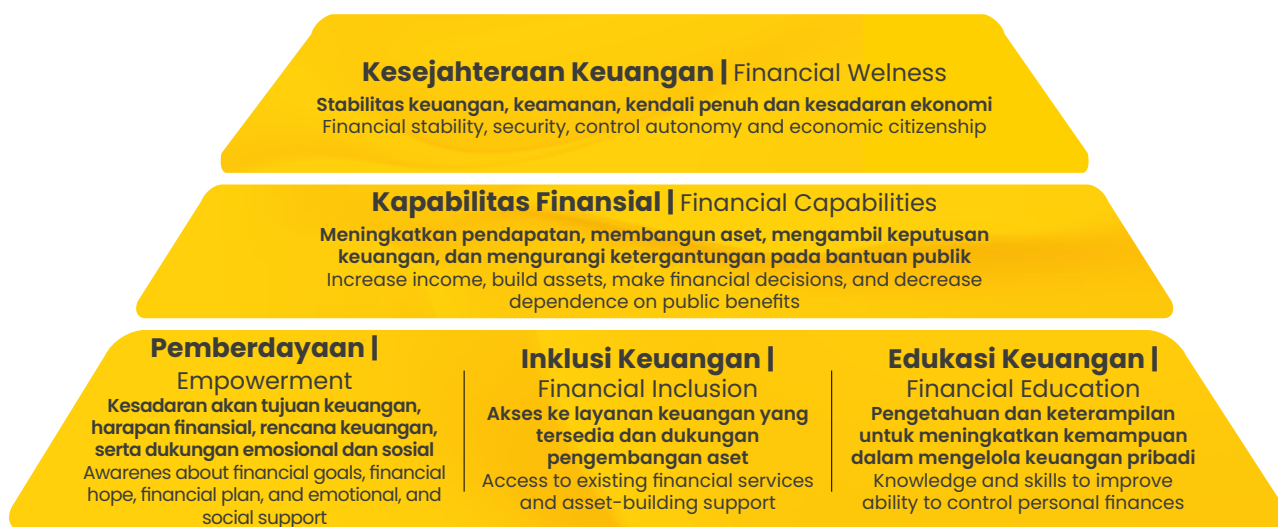 Kesejahteraan Keuangan | Financial Welness
Stabilitas keuangan, keamanan, kendali penuh dan kesadaran ekonomi
Financial stability, security, control autonomy and economic citizenship
Kapabilitas Finansial | Financial Capabilities
Meningkatkan pendapatan, membangun aset, mengambil keputusan
keuangan, dan mengurangi ketergantungan pada bantuan publik
Increase income, build assets, make financial decisions, and decrease
dependence on public benefits
Pemberdayaan |
Empowerment
Kesadaran akan tujuan keuangan,
harapan finansial, rencana keuangan,
serta dukungan emosional dan sosial
Awarenes about financial goals, financial
hope, financial plan, and emotional, and
social support
Inklusi Keuangan |
Financial Inclusion
Akses ke layanan keuangan yang
tersedia dan dukungan
pengembangan aset
Access to existing financial services
and asset-building support
Edukasi Keuangan |
Financial Education
Pengetahuan dan keterampilan
untuk meningkatkan kemampuan
dalam mengelola keuangan pribadi
Knowledge and skills to improve
ability to control personal finances